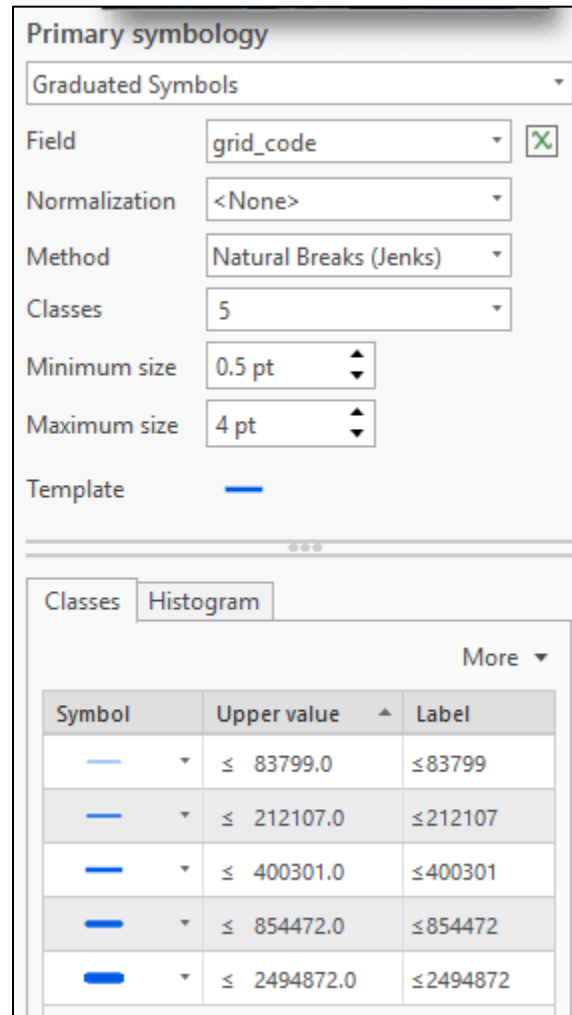 Primary symbology
Graduated Symbols
Field grid_code
Normalization <None>
Method Natural Breaks (Jenks)
Classes 5
Minimum size 0.5 pt
Maximum size 4 pt
Template
Classes Histogram
More
Symbol Upper value Label
≤ 83799.0 ≤83799
≤ 212107.0 ≤212107
≤ 400301.0 ≤400301
≤ 854472.0 ≤854472
≤ 2494872.0 ≤2494872